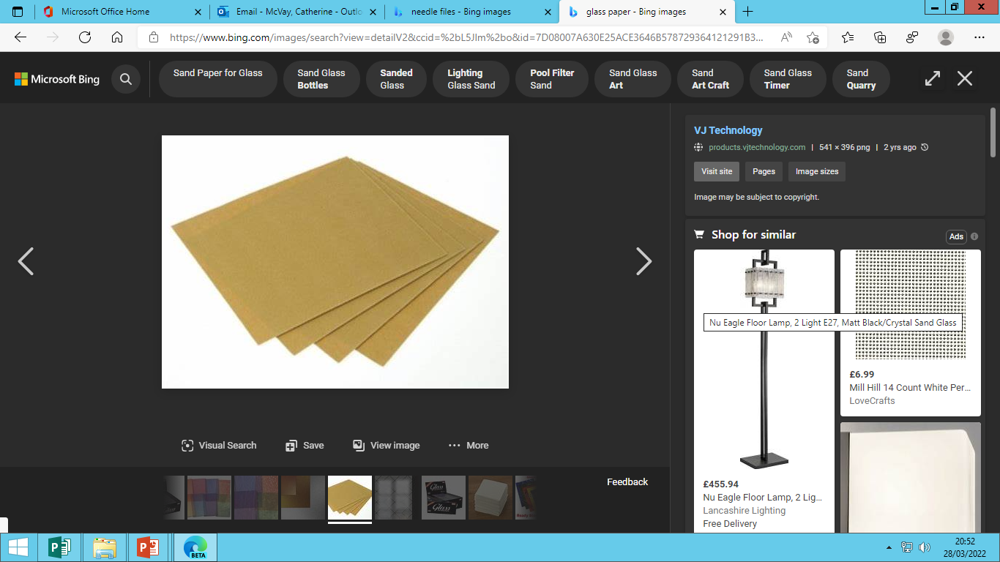 Microsoft Office Home
Email - McVay, Catherine - Outlo
needle files - Bing images
glass paper - Bing images
https://www.bing.com/images/search?view=detailV2&ccid=%2bL5JIm%2bo&id=7D08007A630E25ACE3646B578729364121291B3...
Microsoft Bing
Sand Paper for Glass
Sand Glass
Bottles
Sanded
Glass
Lighting
Glass Sand
Pool Filter
Sand
Sand Glass
Art
Sand
Art Craft
Sand Glass
Timer
Sand
Quarry
VJ Technology
products.vjtechnology.com | 541 × 396 png | 2 yrs ago
Visit site
Pages
Image sizes
Image may be subject to copyright.
Shop for similar
Ads
Nu Eagle Floor Lamp, 2 Light E27, Matt Black/Crystal Sand Glass
£6.99
Mill Hill 14 Count White Per...
LoveCrafts
£455.94
Nu Eagle Floor Lamp, 2 Lig...
Lancashire Lighting
Free Delivery
Visual Search
Save
View image
More
Feedback
Glass
Glass
BETA
20:52
28/03/2022